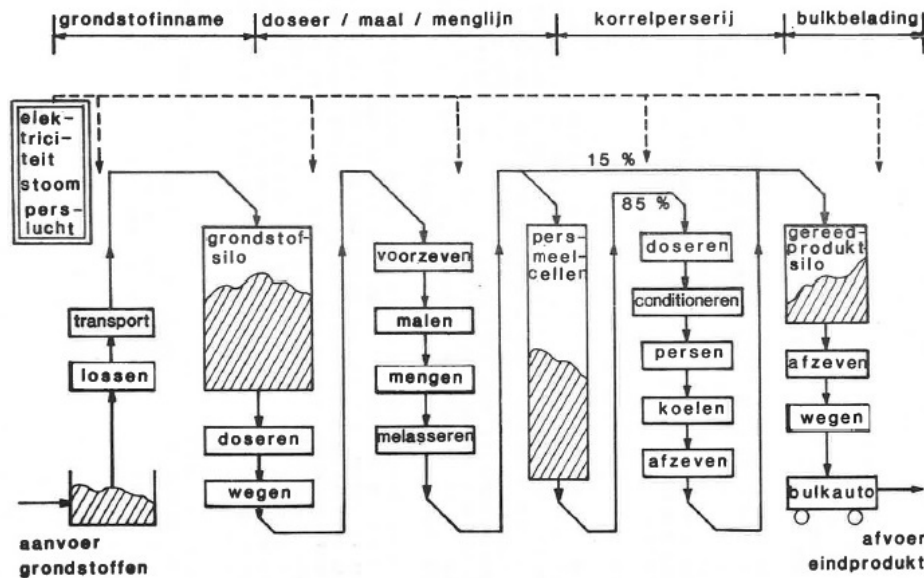 grondstofinname
doseer / maal / menglijn
korrelperserij
bulkbelading
elek-
trici-
teit
stoom
pers-
lucht
transport
lossen
aanvoer
grondstoffen
grondstof-
silo
doseren
wegen
voorzeven
malen
mengen
melasseren
pers-
meel-
cellen
15 %
85 %
doseren
conditioneren
persen
koelen
afzeven
gereed-
produkt-
silo
afzeven
wegen
bulkauto
afvoer
eindprodukt